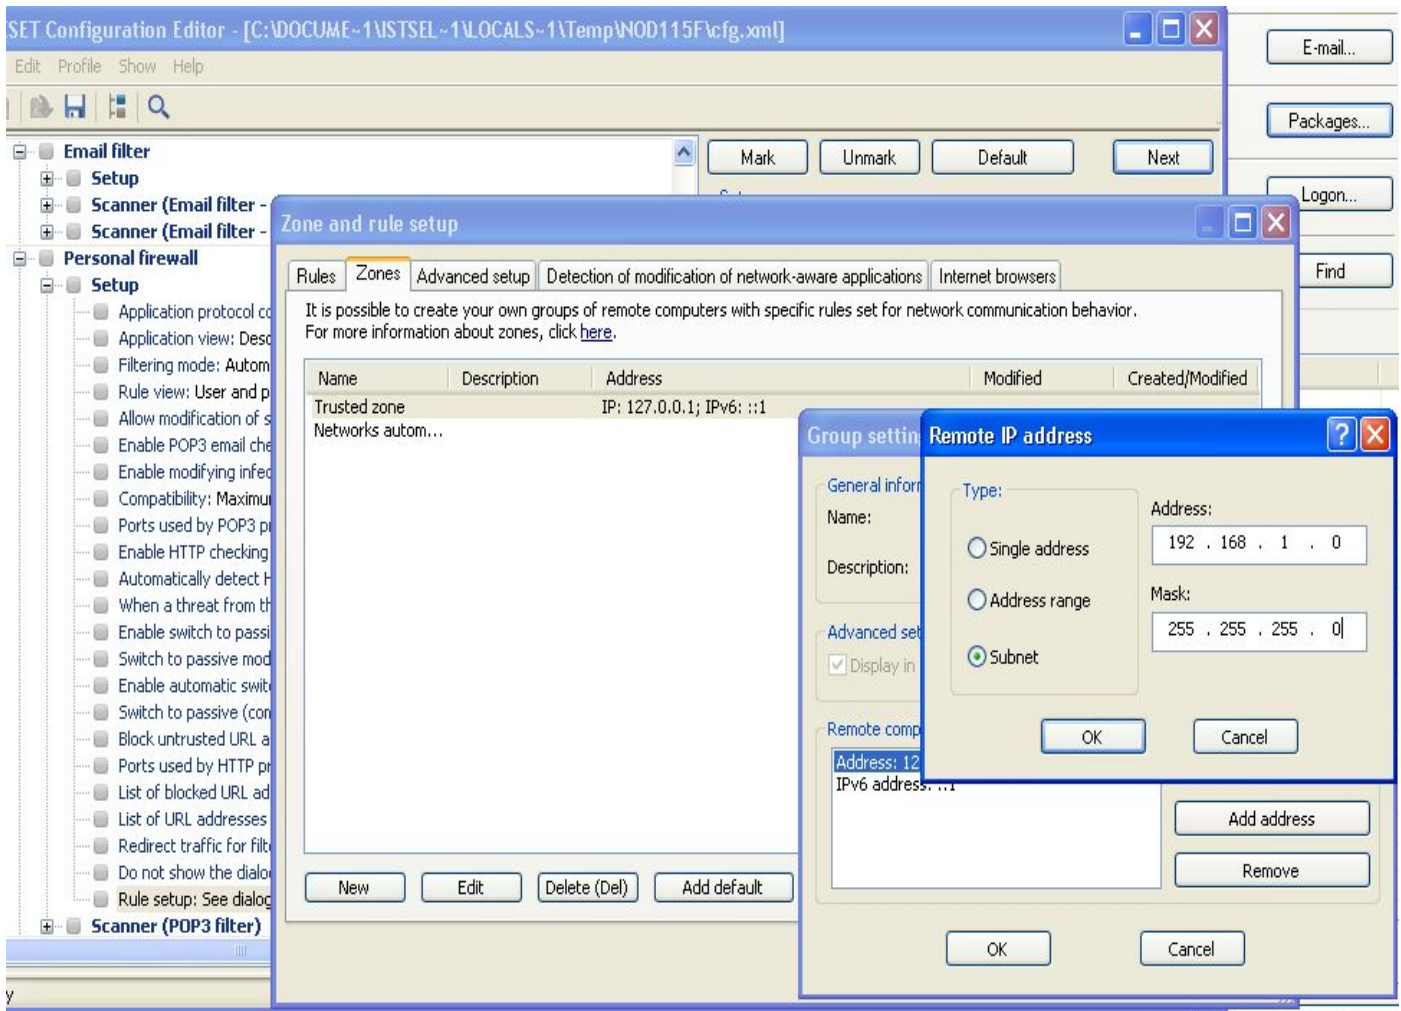 SET Configuration Editor - [C:\DOCUME~1\ISTSEL~1\LOCALS~1\Temp\NOD115F\cfg.xml]
Edit Profile Show Help
E-mail...
Packages...
Logon...
Find
Mark Unmark Default Next
Email filter
Setup
Scanner (Email filter -
Scanner (Email filter -
Personal firewall
Setup
Application protocol co
Application view: Desc
Filtering mode: Autom
Rule view: User and p
Allow modification of s
Enable POP3 email che
Enable modifying infec
Compatibility: Maximu
Ports used by POP3 p
Enable HTTP checking
Automatically detect H
When a threat from th
Enable switch to passi
Switch to passive mod
Enable automatic swit
Switch to passive (con
Block untrusted URL a
Ports used by HTTP pr
List of blocked URL ad
List of URL addresses
Redirect traffic for filt
Do not show the dialo
Rule setup: See dialog
Scanner (POP3 filter)
y
Zone and rule setup
Rules Zones Advanced setup Detection of modification of network-aware applications Internet browsers
It is possible to create your own groups of remote computers with specific rules set for network communication behavior.
For more information about zones, click here.
Name Description Address Modified Created/Modified
Trusted zone IP: 127.0.0.1; IPv6: ::1
Networks autom...
New Edit Delete (Del) Add default
Group settin
General inforr
Name:
Description:
Advanced set
Display in
Remote comp
Address: 12
IPv6 address: ::1
Add address
Remove
OK Cancel
Remote IP address
Type:
Single address
Address range
Subnet
Address:
192 . 168 . 1 . 0
Mask:
255 . 255 . 255 . 0
OK Cancel